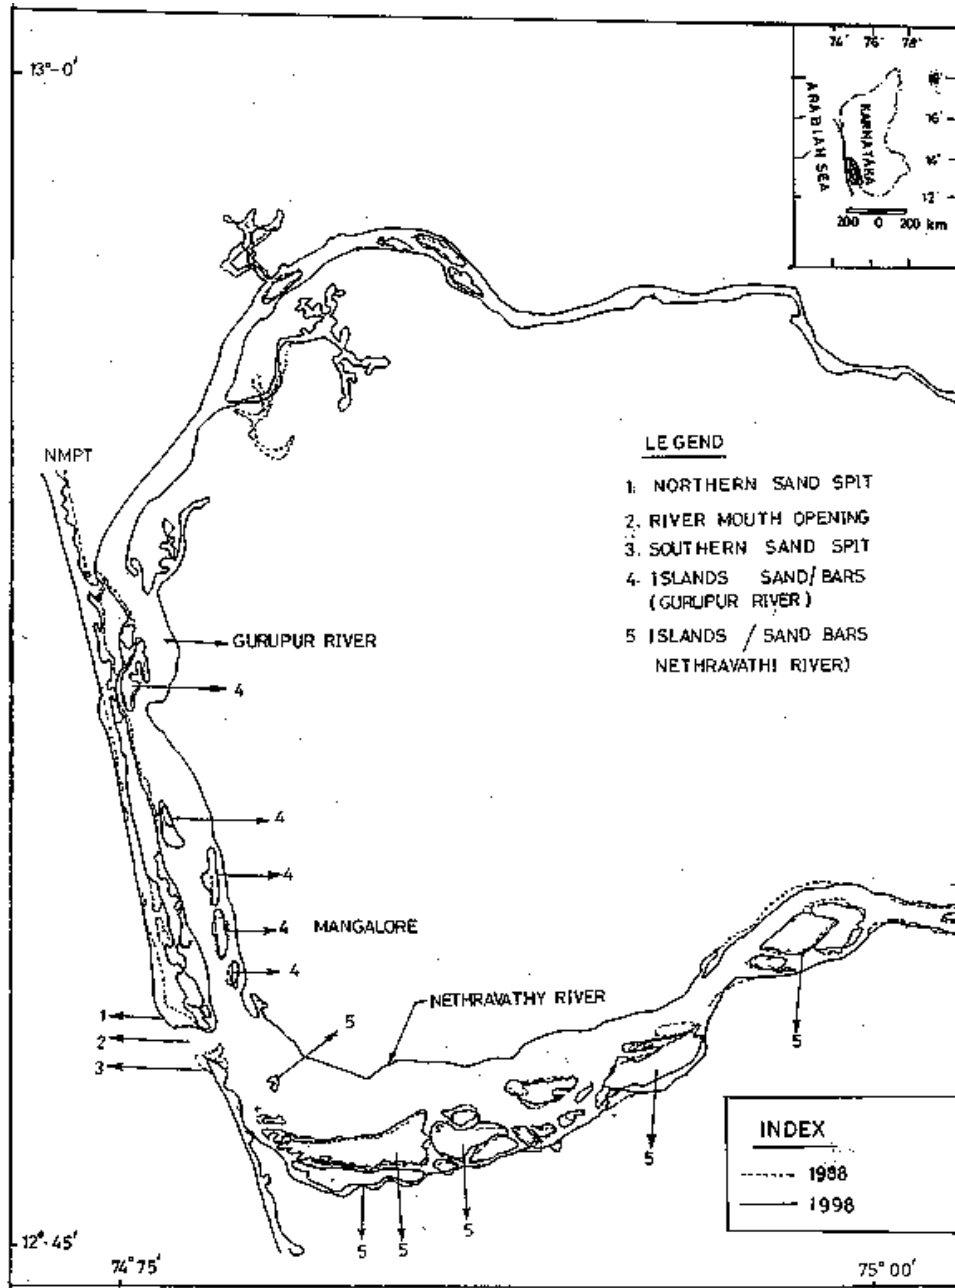 13°-0'
74° 76° 78°
18°
16°
14°
12°
ARABIAN SEA
KARNATAKA
200 0 200 km
NMPT
LEGEND
1. NORTHERN SAND SPIT
2. RIVER MOUTH OPENING
3. SOUTHERN SAND SPIT
4. ISLANDS SAND/BARS
(GURUPUR RIVER)
5 ISLANDS / SAND BARS
NETHRAVATHI RIVER)
GURUPUR RIVER
4
4
4
4 MANGALORE
4
NETHRAVATHY RIVER
1
2
3
5
5
5
5
5
5
INDEX
1988
1998
12°-45'
74°75'
75°00'